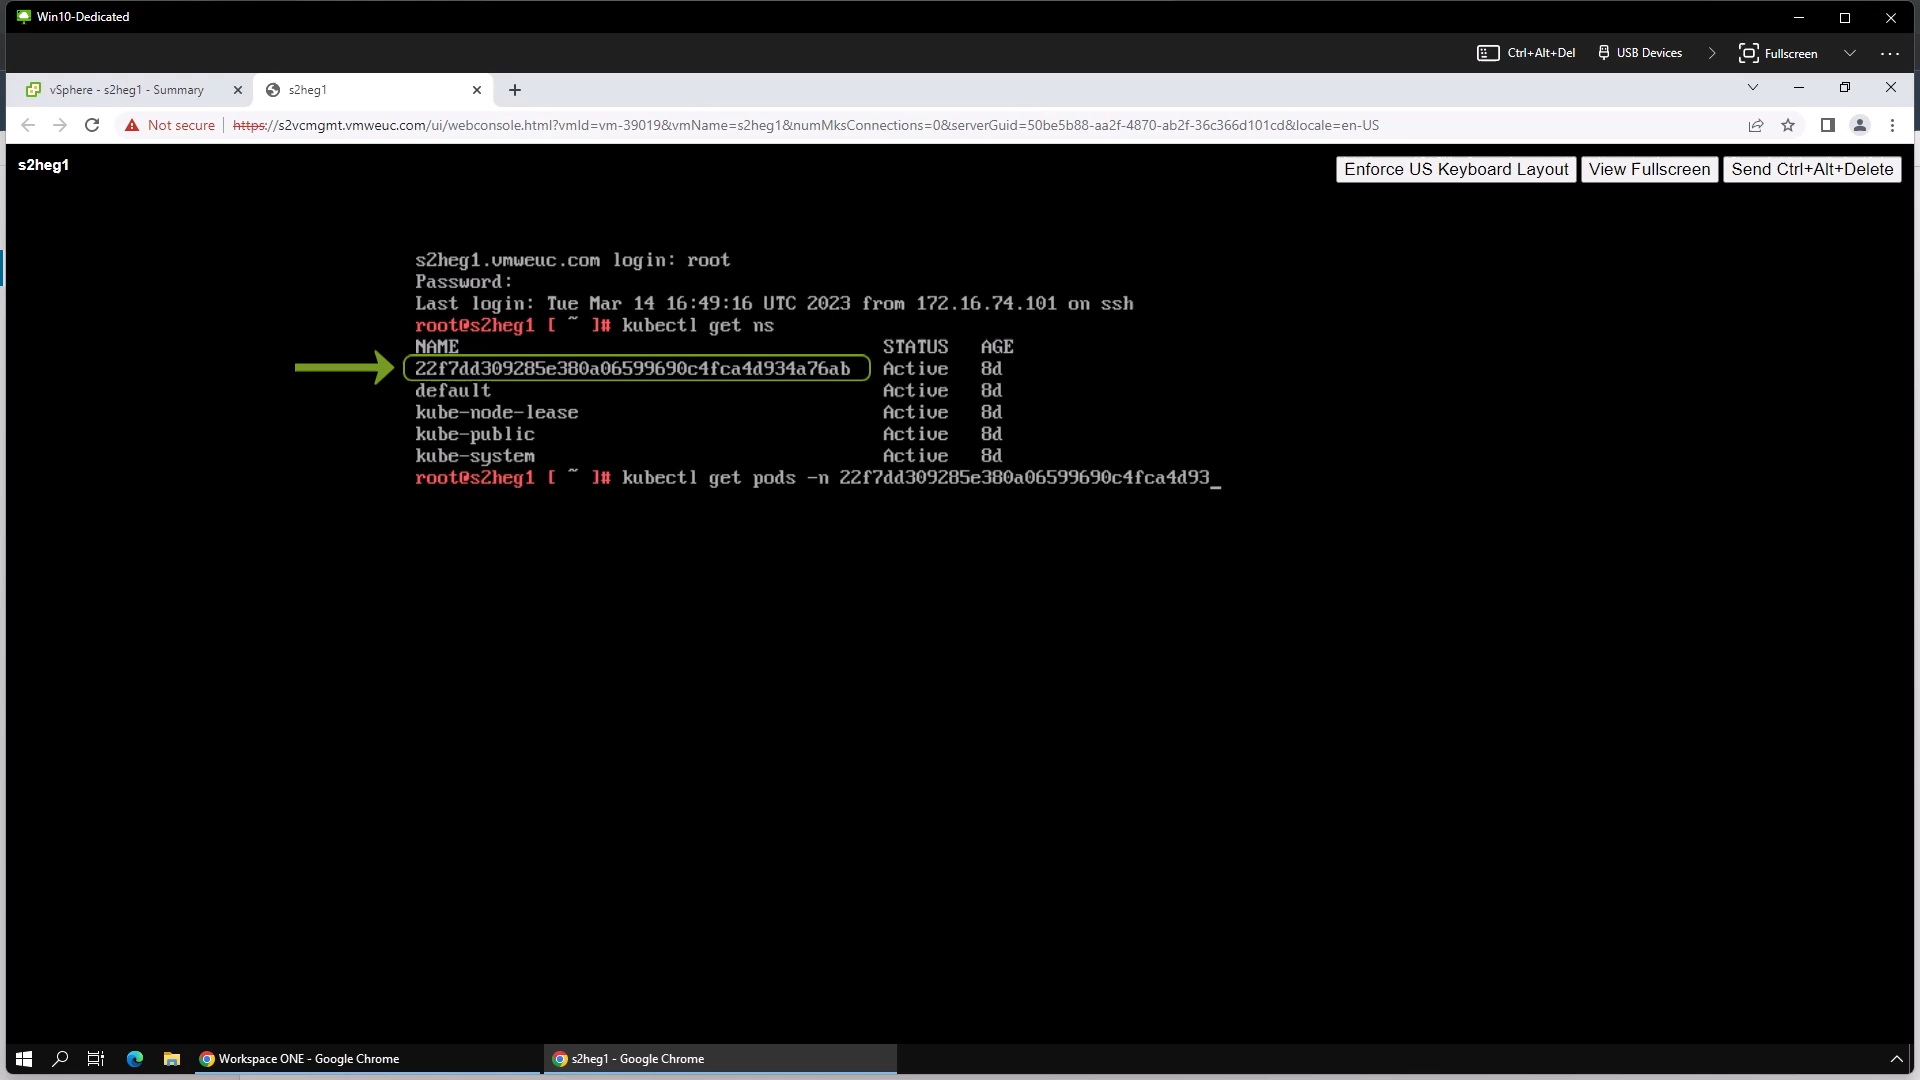 Win10-Dedicated
Ctrl+Alt+Del USB Devices Fullscreen
vSphere - s2heg1 - Summary s2heg1
Not secure https://s2vcmgmt.vmweuc.com/ui/webconsole.html?vmId=vm-39019&vmName=s2heg1&numMksConnections=0&serverGuid=50be5b88-aa2f-4870-ab2f-36c366d101cd&locale=en-US
s2heg1 Enforce US Keyboard Layout View Fullscreen Send Ctrl+Alt+Delete
s2heg1.vmweuc.com login: root
Password:
Last login: Tue Mar 14 16:49:16 UTC 2023 from 172.16.74.101 on ssh
root@s2heg1 [ ~ ]# kubectl get ns
NAME STATUS AGE
22f7dd309285e380a06599690c4fca4d934a76ab Active 8d
default Active 8d
kube-node-lease Active 8d
kube-public Active 8d
kube-system Active 8d
root@s2heg1 [ ~ ]# kubectl get pods -n 22f7dd309285e380a06599690c4fca4d93_
Workspace ONE - Google Chrome s2heg1 - Google Chrome